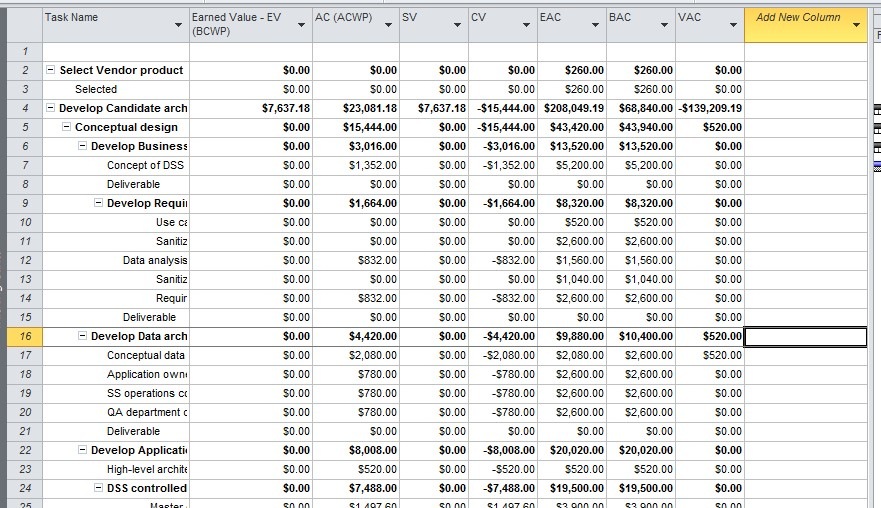 Task Name Earned Value - EV (BCWP) AC (ACWP) SV CV EAC BAC VAC Add New Column
1
2 Select Vendor product $0.00 $0.00 $0.00 $0.00 $260.00 $260.00 $0.00
3 Selected $0.00 $0.00 $0.00 $0.00 $260.00 $260.00 $0.00
4 Develop Candidate arch $7,637.18 $23,081.18 $7,637.18 -$15,444.00 $208,049.19 $68,840.00 -$139,209.19
5 Conceptual design $0.00 $15,444.00 $0.00 -$15,444.00 $43,420.00 $43,940.00 $520.00
6 Develop Business $0.00 $3,016.00 $0.00 -$3,016.00 $13,520.00 $13,520.00 $0.00
7 Concept of DSS $0.00 $1,352.00 $0.00 -$1,352.00 $5,200.00 $5,200.00 $0.00
8 Deliverable $0.00 $0.00 $0.00 $0.00 $0.00 $0.00 $0.00
9 Develop Requi $0.00 $1,664.00 $0.00 -$1,664.00 $8,320.00 $8,320.00 $0.00
10 Use ca $0.00 $0.00 $0.00 $0.00 $520.00 $520.00 $0.00
11 Sanitiz $0.00 $0.00 $0.00 $0.00 $2,600.00 $2,600.00 $0.00
12 Data analysis $0.00 $832.00 $0.00 -$832.00 $1,560.00 $1,560.00 $0.00
13 Sanitiz $0.00 $0.00 $0.00 $0.00 $1,040.00 $1,040.00 $0.00
14 Requir $0.00 $832.00 $0.00 -$832.00 $2,600.00 $2,600.00 $0.00
15 Deliverable $0.00 $0.00 $0.00 $0.00 $0.00 $0.00 $0.00
16 Develop Data arch $0.00 $4,420.00 $0.00 -$4,420.00 $9,880.00 $10,400.00 $520.00
17 Conceptual data $0.00 $2,080.00 $0.00 -$2,080.00 $2,080.00 $2,600.00 $520.00
18 Application own $0.00 $780.00 $0.00 -$780.00 $2,600.00 $2,600.00 $0.00
19 SS operations co $0.00 $780.00 $0.00 -$780.00 $2,600.00 $2,600.00 $0.00
20 QA department c $0.00 $780.00 $0.00 -$780.00 $2,600.00 $2,600.00 $0.00
21 Deliverable $0.00 $0.00 $0.00 $0.00 $0.00 $0.00 $0.00
22 Develop Applicati $0.00 $8,008.00 $0.00 -$8,008.00 $20,020.00 $20,020.00 $0.00
23 High-level archite $0.00 $520.00 $0.00 -$520.00 $520.00 $520.00 $0.00
24 DSS controlled $0.00 $7,488.00 $0.00 -$7,488.00 $19,500.00 $19,500.00 $0.00
25 Master $0.00 $1,497.60 $0.00 -$1,497.60 $3,900.00 $3,900.00 $0.00